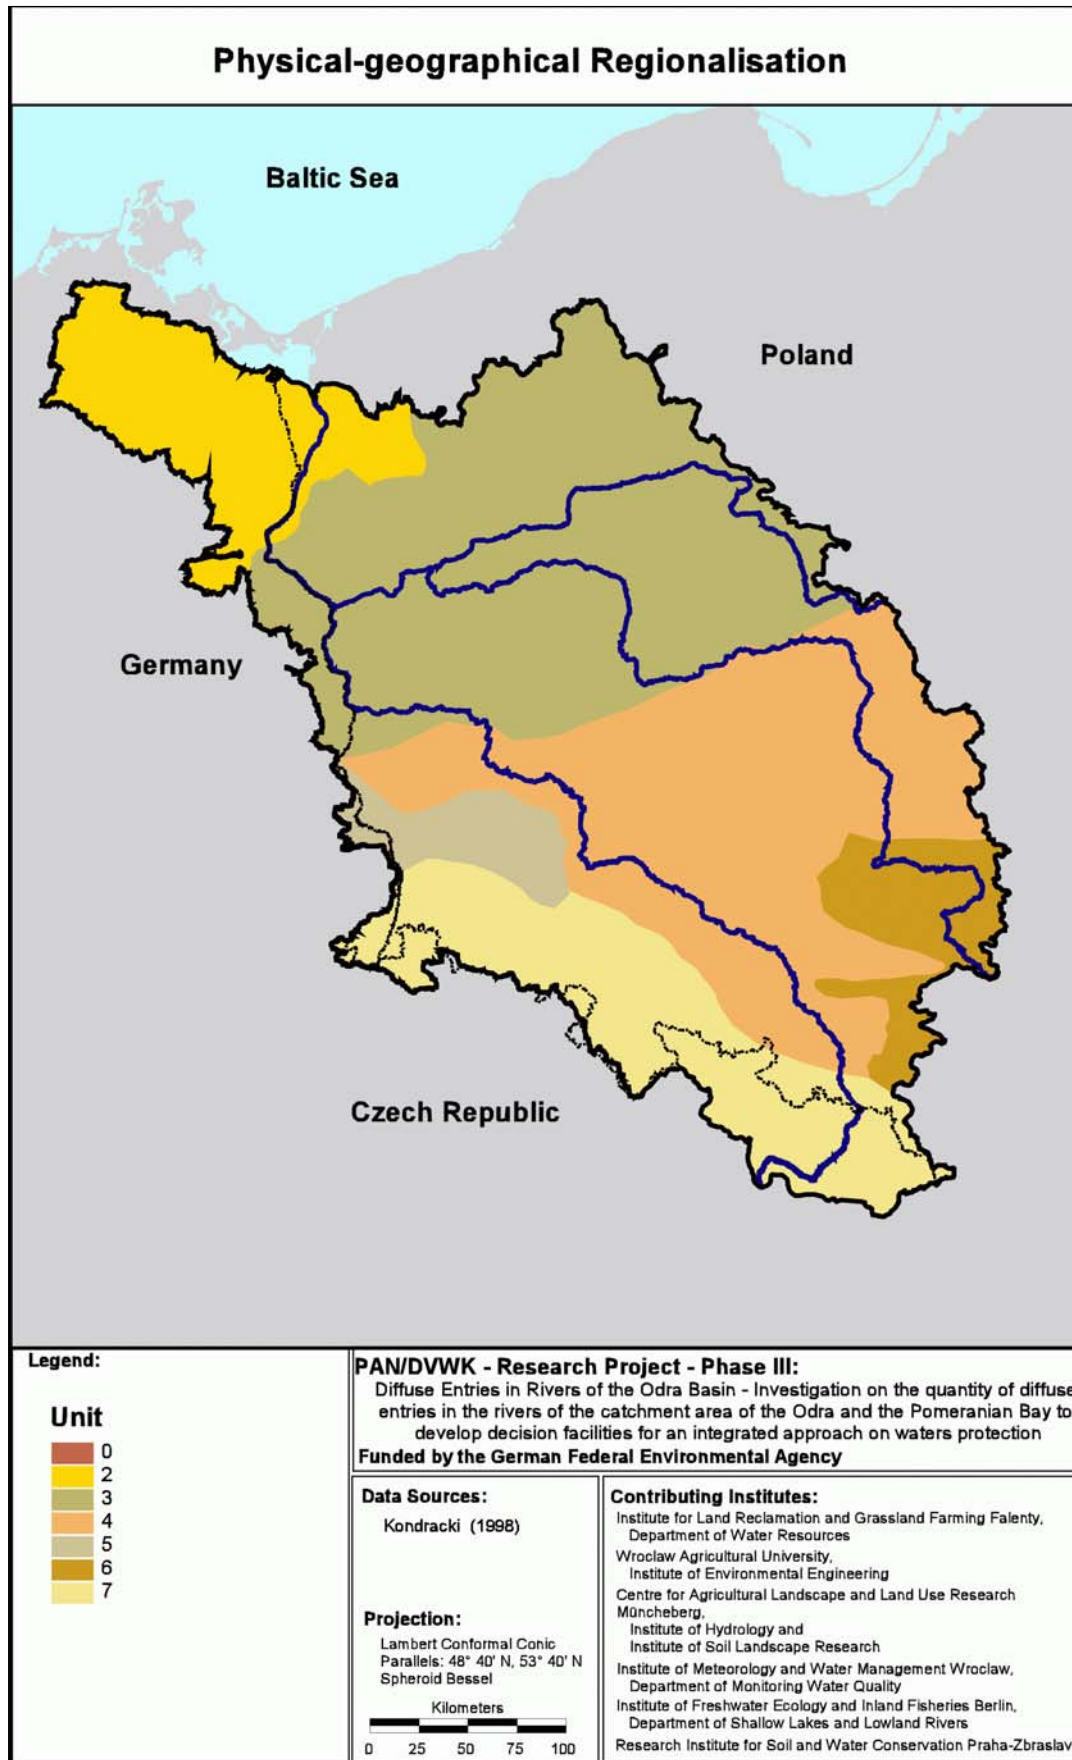 Physical-geographical Regionalisation
Baltic Sea
Poland
Germany
Czech Republic
Legend:
Unit
0
2
3
4
5
6
7
PAN/DVWK - Research Project - Phase III:
Diffuse Entries in Rivers of the Odra Basin - Investigation on the quantity of diffuse
entries in the rivers of the catchment area of the Odra and the Pomeranian Bay to
develop decision facilities for an integrated approach on waters protection
Funded by the German Federal Environmental Agency
Data Sources:
Kondracki (1998)
Projection:
Lambert Conformal Conic
Parallels: 48° 40' N, 53° 40' N
Spheroid Bessel
Kilometers
0 25 50 75 100
Contributing Institutes:
Institute for Land Reclamation and Grassland Farming Falenty,
Department of Water Resources
Wroclaw Agricultural University,
Institute of Environmental Engineering
Centre for Agricultural Landscape and Land Use Research
Müncheberg,
Institute of Hydrology and
Institute of Soil Landscape Research
Institute of Meteorology and Water Management Wroclaw,
Department of Monitoring Water Quality
Institute of Freshwater Ecology and Inland Fisheries Berlin,
Department of Shallow Lakes and Lowland Rivers
Research Institute for Soil and Water Conservation Praha-Zbraslav